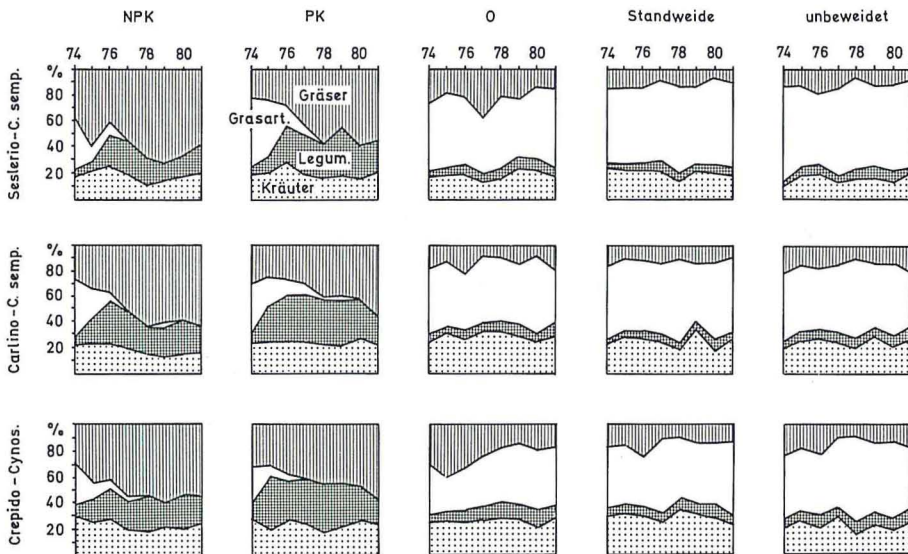 NPK PK O Standweide unbeweidet
74 76 78 80 74 76 78 80 74 76 78 80 74 76 78 80 74 76 78 80
Seslerio-C. semp.
%
80
60
40
20
Gräser
Grasart.
Legum.
Kräuter
Carlino-C. semp.
%
80
60
40
20
Crepido-Cynos.
%
80
60
40
20